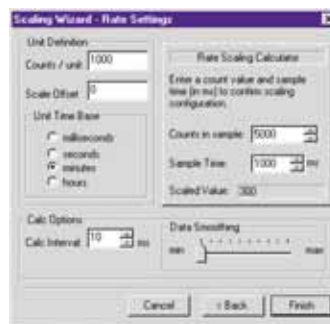 Scaling Wizard - Rate Settings
Unit Definition
Counts / unit: 1000
Scale Offset: 0
Unit Time Base
milliseconds
seconds
minutes
hours
Rate Scaling Calculator
Enter a count value and sample
time (in ms) to confirm scaling
configuration.
Counts in sample: 5000
Sample Time: 1000 ms
Scaled Value: 300
Calc Options
Calc Interval: 10 ms
Data Smoothing
min max
Cancel < Back Finish